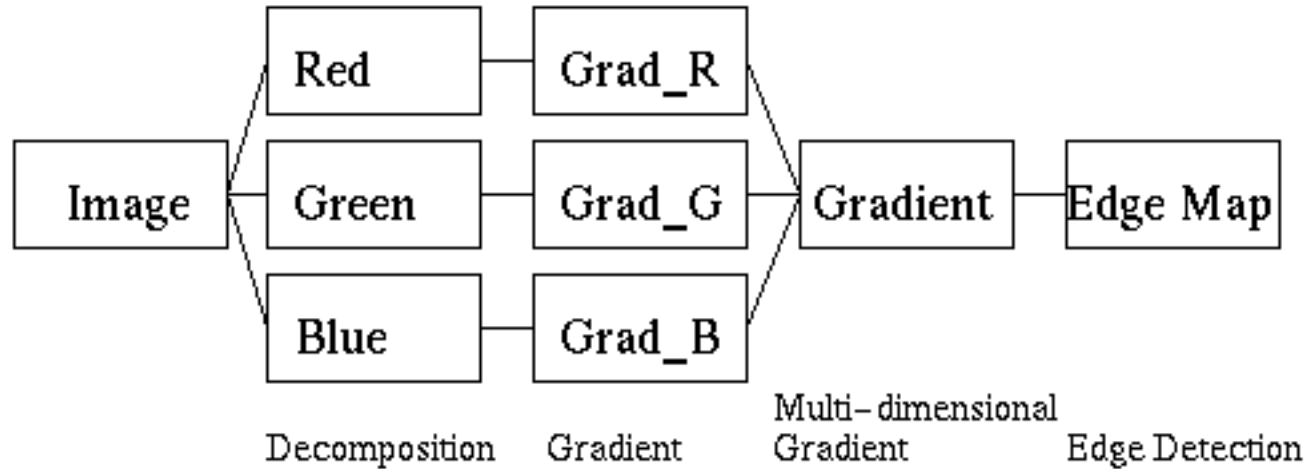 Red
Grad_R
Image
Green
Grad_G
Gradient
Edge Map
Blue
Grad_B
Decomposition
Gradient
Multi-dimensional
Gradient
Edge Detection